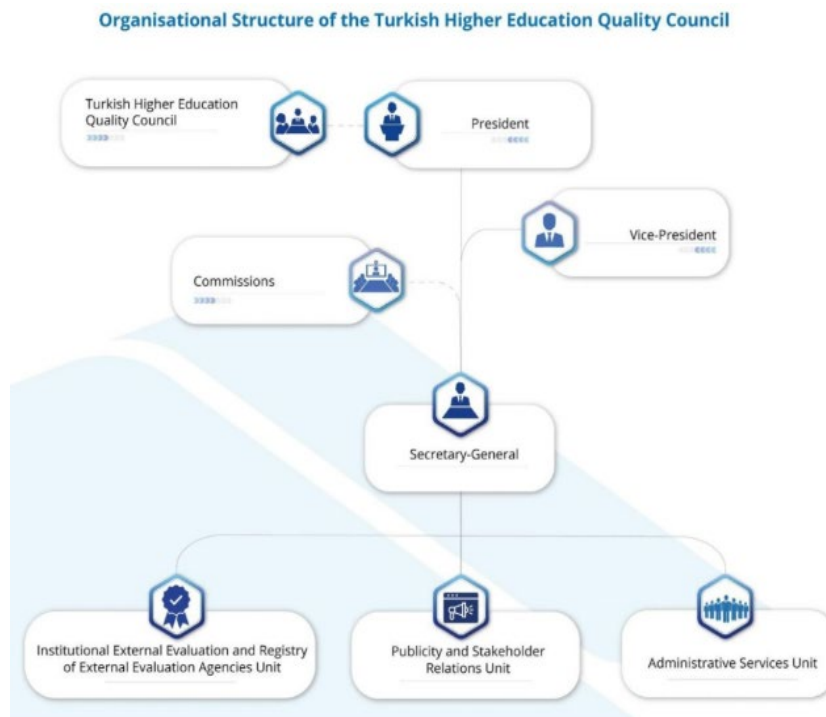 Organisational Structure of the Turkish Higher Education Quality Council
Turkish Higher Education
Quality Council
President
Vice-President
Commissions
Secretary-General
Institutional External Evaluation and Registry
of External Evaluation Agencies Unit
Publicity and Stakeholder
Relations Unit
Administrative Services Unit